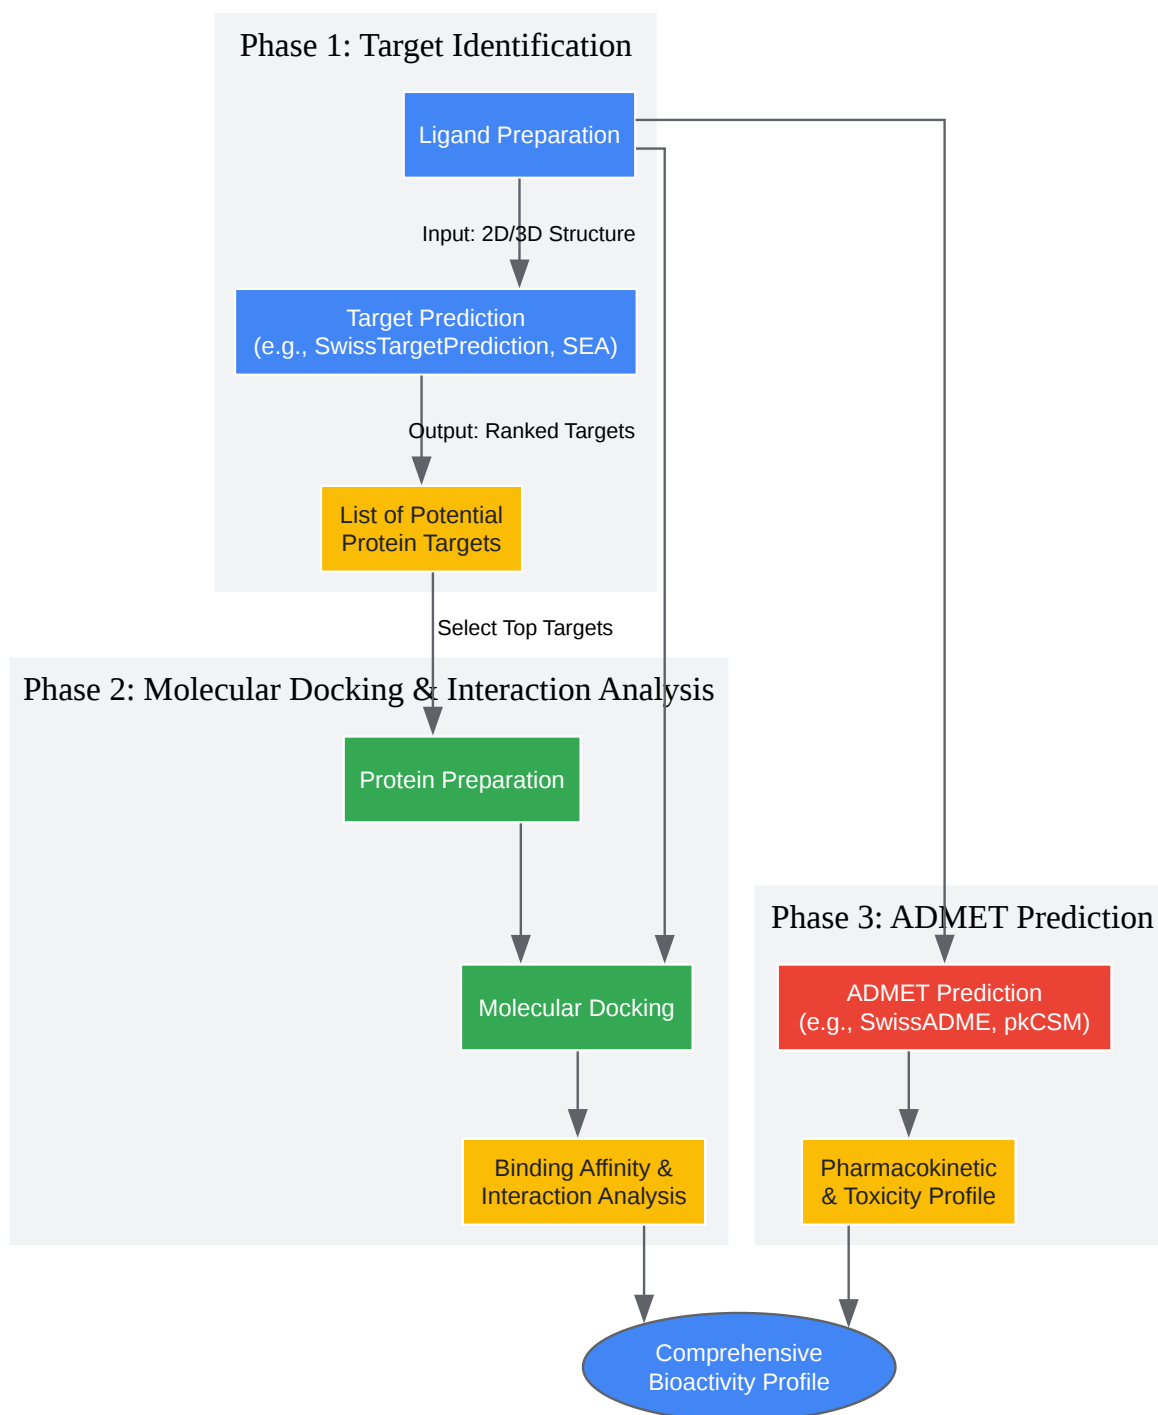 Phase 1: Target Identification
Ligand Preparation
Input: 2D/3D Structure
Target Prediction
(e.g., SwissTargetPrediction, SEA)
Output: Ranked Targets
List of Potential
Protein Targets
Select Top Targets
Phase 2: Molecular Docking & Interaction Analysis
Protein Preparation
Molecular Docking
Binding Affinity &
Interaction Analysis
Phase 3: ADMET Prediction
ADMET Prediction
(e.g., SwissADME, pkCSM)
Pharmacokinetic
& Toxicity Profile
Comprehensive
Bioactivity Profile